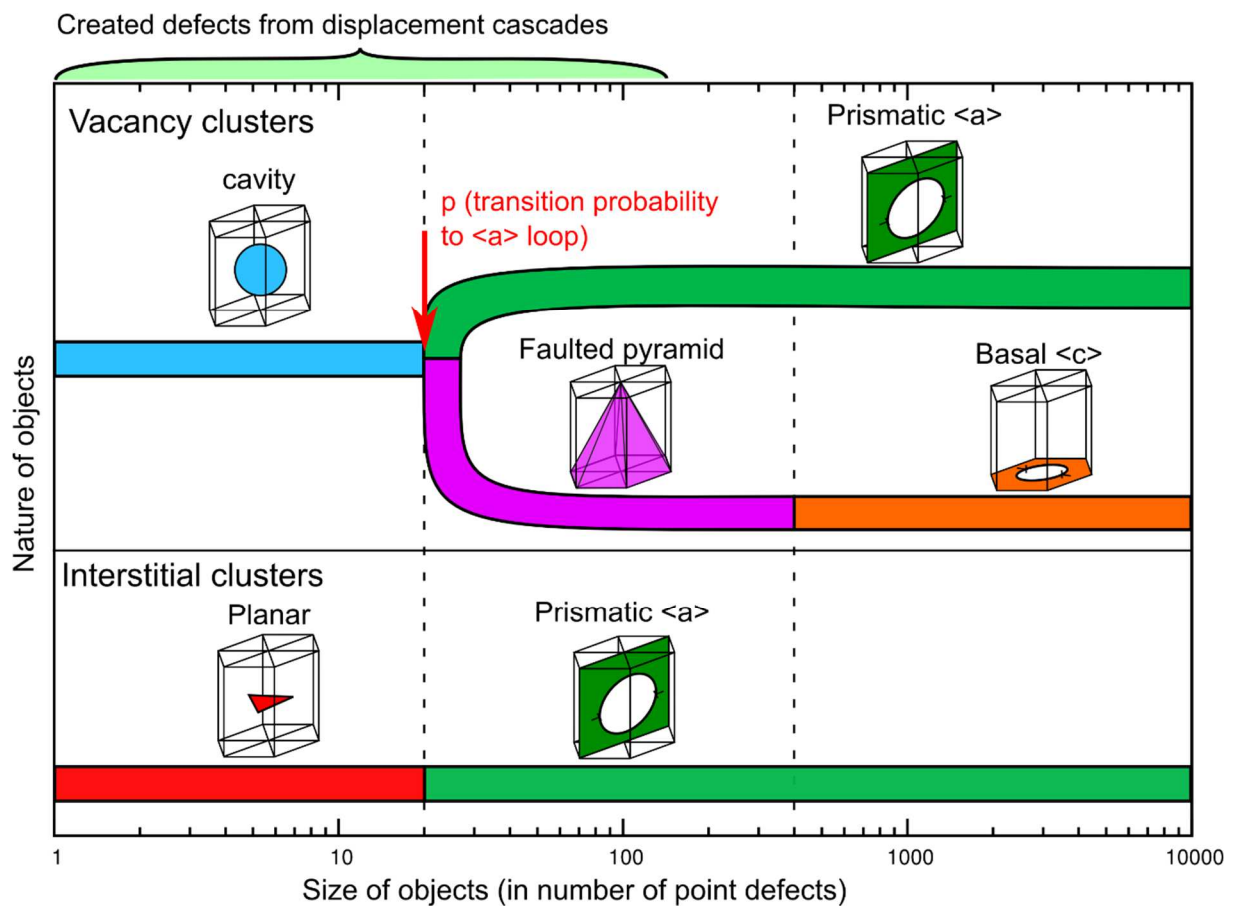 Created defects from displacement cascades
Vacancy clusters
Prismatic <a>
cavity
p (transition probability
to <a> loop)
Faulted pyramid
Basal <c>
Nature of objects
Interstitial clusters
Planar
Prismatic <a>
1
10
100
1000
10000
Size of objects (in number of point defects)